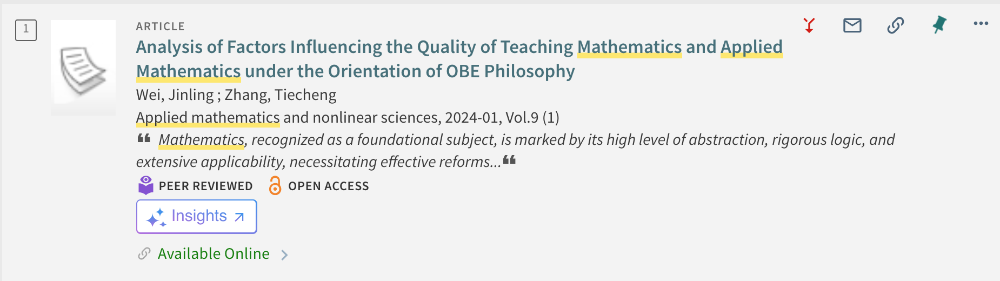 1
ARTICLE
Analysis of Factors Influencing the Quality of Teaching Mathematics and Applied
Mathematics under the Orientation of OBE Philosophy
Wei, Jinling ; Zhang, Tiecheng
Applied mathematics and nonlinear sciences, 2024-01, Vol.9 (1)
❝ Mathematics, recognized as a foundational subject, is marked by its high level of abstraction, rigorous logic, and
extensive applicability, necessitating effective reforms...❝
PEER REVIEWED OPEN ACCESS
Insights
Available Online